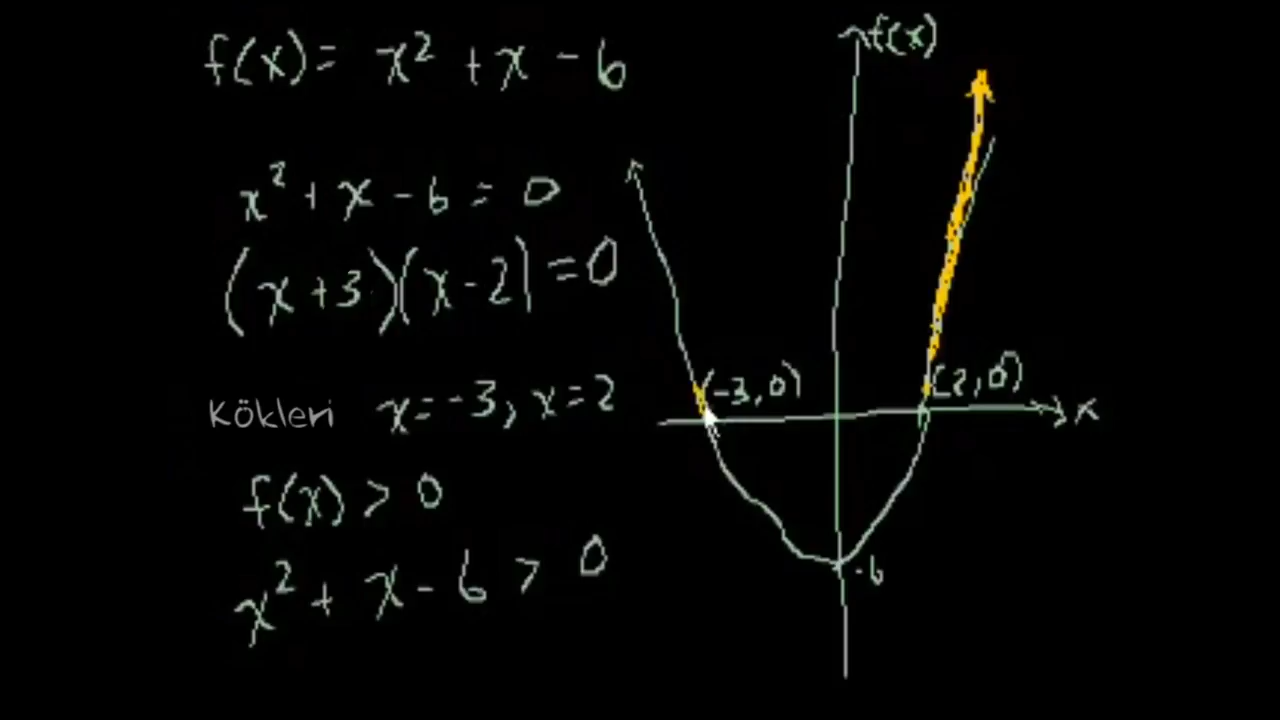 f(x) = x² + x - 6
x² + x - 6 = 0
(x + 3)(x - 2) = 0
Kökleri x = -3, x = 2
f(x) > 0
x² + x - 6 > 0
f(x)
(-3, 0)
(2, 0)
x
-6